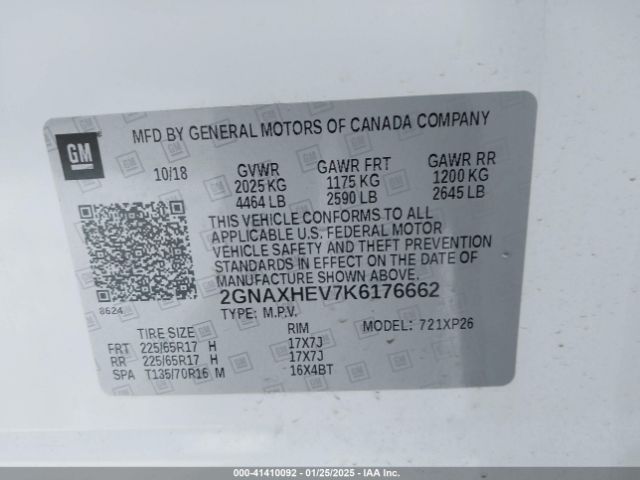 GM
MFD BY GENERAL MOTORS OF CANADA COMPANY
10/18 GVWR GAWR FRT GAWR RR
2025 KG 1175 KG 1200 KG
4464 LB 2590 LB 2645 LB
THIS VEHICLE CONFORMS TO ALL
APPLICABLE U.S. FEDERAL MOTOR
VEHICLE SAFETY AND THEFT PREVENTION
STANDARDS IN EFFECT ON THE DATE OF
MANUFACTURE SHOWN ABOVE.
8624 2GNAXHEV7K6176662
TYPE: M.P.V.
TIRE SIZE RIM MODEL: 721XP26
FRT 225/65R17 H 17X7J
RR 225/65R17 H 17X7J
SPA T135/70R16 M 16X4BT
000-41410092 - 01/25/2025 - IAA Inc.